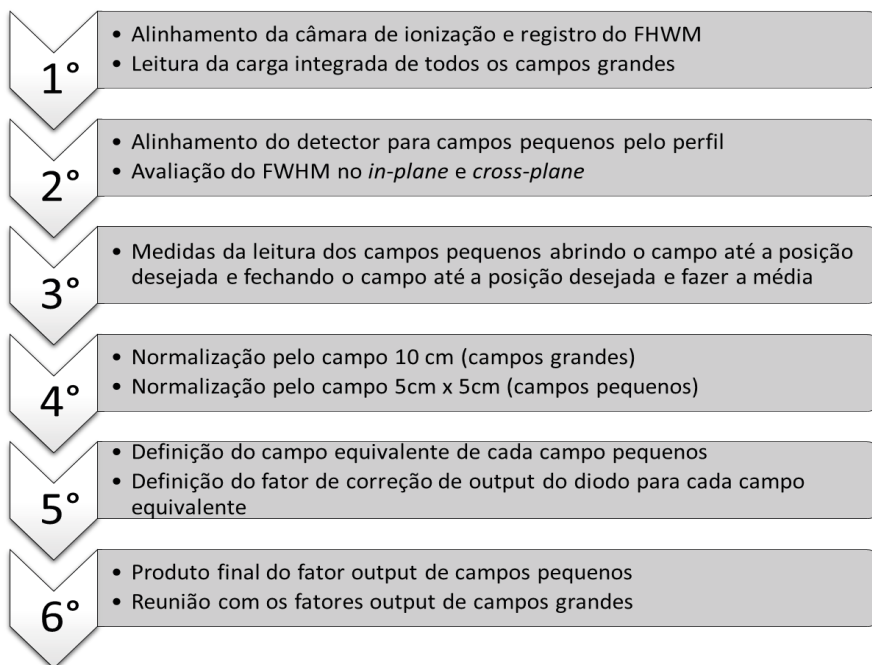 1°
• Alinhamento da câmara de ionização e registro do FHWM
• Leitura da carga integrada de todos os campos grandes
2°
• Alinhamento do detector para campos pequenos pelo perfil
• Avaliação do FWHM no in-plane e cross-plane
3°
• Medidas da leitura dos campos pequenos abrindo o campo até a posição
desejada e fechando o campo até a posição desejada e fazer a média
4°
• Normalização pelo campo 10 cm (campos grandes)
• Normalização pelo campo 5cm x 5cm (campos pequenos)
5°
• Definição do campo equivalente de cada campo pequenos
• Definição do fator de correção de output do diodo para cada campo
equivalente
6°
• Produto final do fator output de campos pequenos
• Reunião com os fatores output de campos grandes